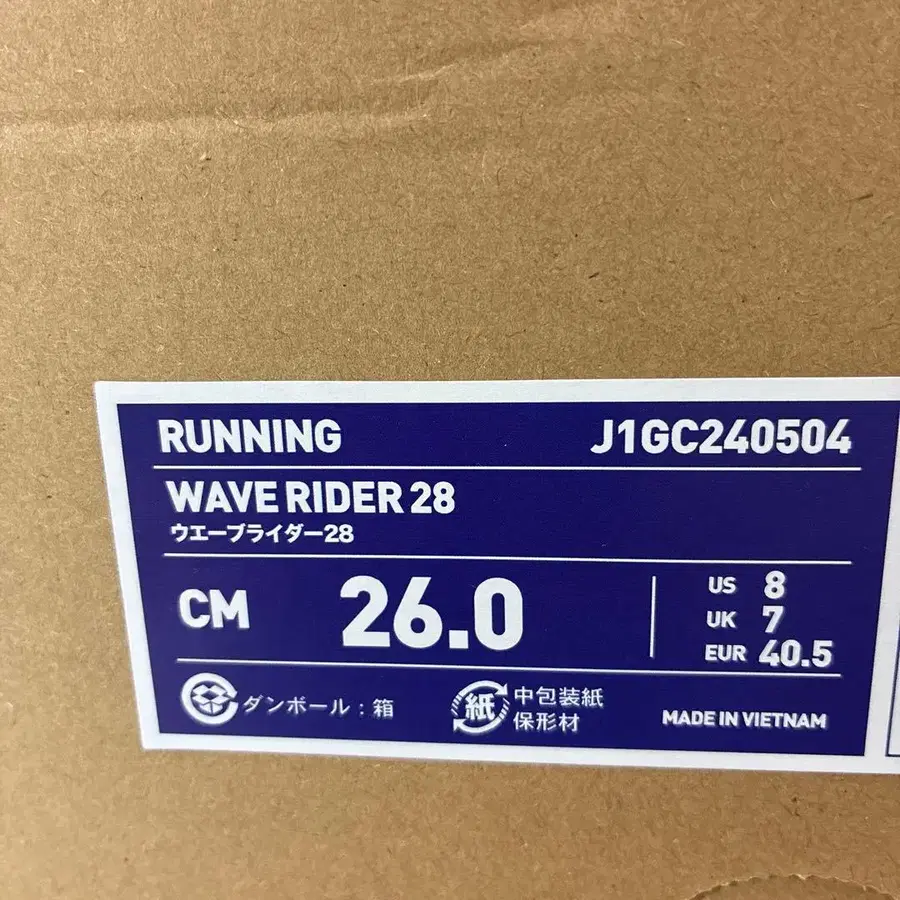 RUNNING
J1GC240504
WAVE RIDER 28
ウエーブライダー28
CM 26.0
US 8
UK 7
EUR 40.5
ダンボール:箱
紙 中包装紙
保形材
MADE IN VIETNAM